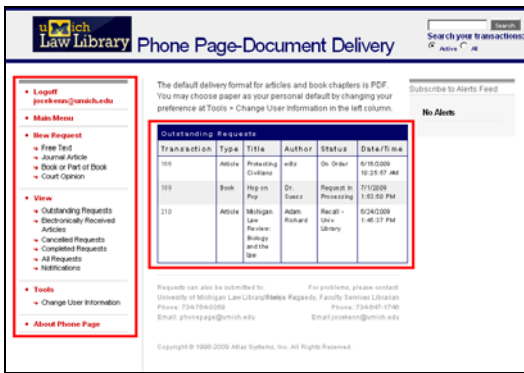 uMich
Law Library
Phone Page-Document Delivery
Search
Search your transactions:
Active All
Logoff
jocekenn@umich.edu
Main Menu
New Request
Free Text
Journal Article
Book or Part of Book
Court Opinion
View
Outstanding Requests
Electronically Received
Articles
Cancelled Requests
Completed Requests
All Requests
Notifications
Tools
Change User Information
About Phone Page
The default delivery format for articles and book chapters is PDF.
You may choose paper as your personal default by changing your
preference at Tools > Change User Information in the left column.
Outstanding Requests
Transaction Type Title Author Status Date/Time
Article Protecting Civilians wills On Order 6/16/2009 10:25:57 AM
Book Hop on Pop Dr. Suezz Request in Processing 7/1/2009 1:53:50 PM
210 Article Michigan Law Review: Biology and the law Adam Richard Recall - Univ Library 6/24/2009 1:45:37 PM
Subscribe to Alerts Feed
No Alerts
Requests can also be submitted to:
University of Michigan Law Library
Phone: 734-764-0359
Email: phonepage@umich.edu
For problems, please contact:
Faculty Services Librarian
Phone: 734-647-1746
Email: jocekenn@umich.edu
Copyright © 1998-2009 Atlas Systems, Inc. All Rights Reserved.